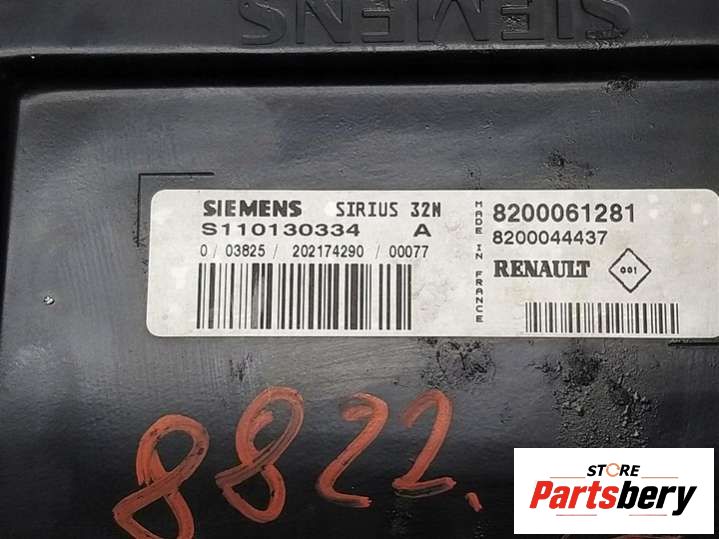 SIEMENS
SIEMENS SIRIUS 32N
S110130334 A
0 / 03825 / 202174290 / 00077
MADE IN FRANCE
8200061281
8200044437
RENAULT 001
8822.
STORE
Partsbery